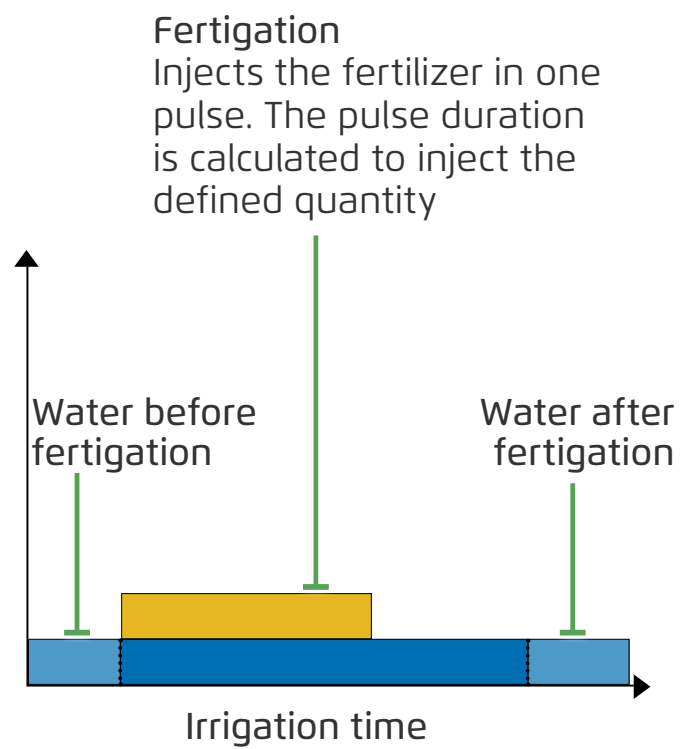 Fertigation
Injects the fertilizer in one
pulse. The pulse duration
is calculated to inject the
defined quantity
Water before
fertigation
Water after
fertigation
Irrigation time